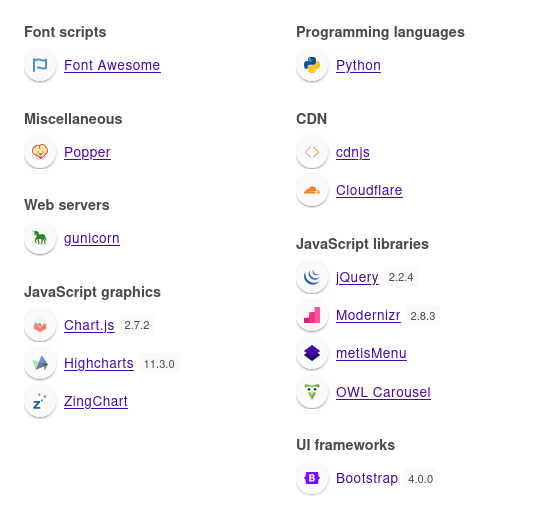 Font scripts
Font Awesome
Miscellaneous
Popper
Web servers
gunicorn
JavaScript graphics
Chart.js 2.7.2
Highcharts 11.3.0
ZingChart
Programming languages
Python
CDN
cdnjs
Cloudflare
JavaScript libraries
jQuery 2.2.4
Modernizr 2.8.3
metisMenu
OWL Carousel
UI frameworks
Bootstrap 4.0.0